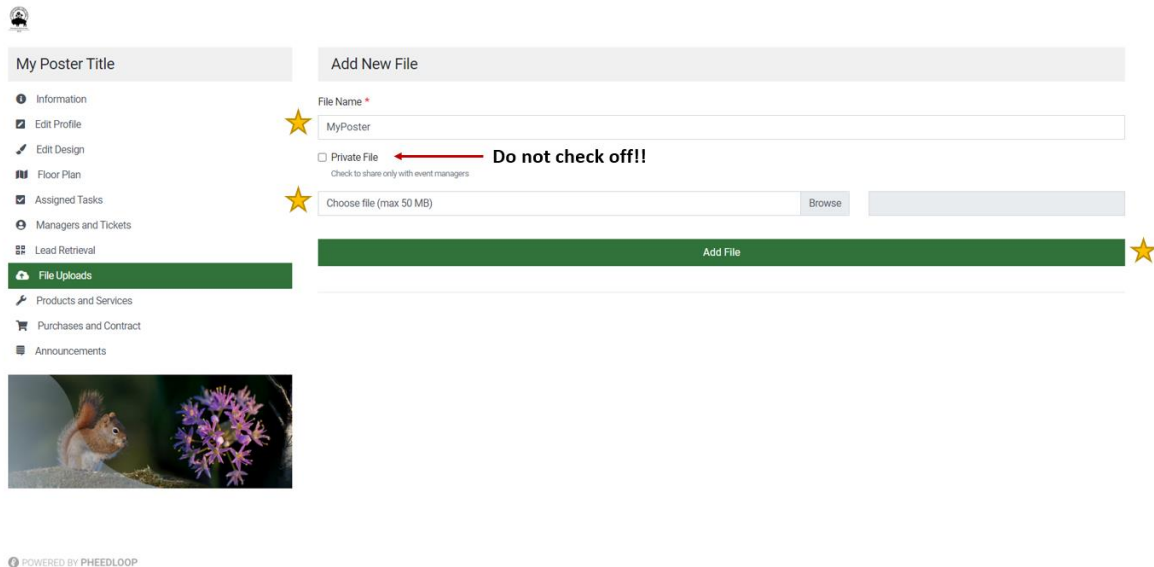 My Poster Title
Information
Edit Profile
Edit Design
Floor Plan
Assigned Tasks
Managers and Tickets
Lead Retrieval
File Uploads
Products and Services
Purchases and Contract
Announcements
POWERED BY PHEEDLOOP
Add New File
File Name *
MyPoster
Private File
Do not check off!!
Check to share only with event managers
Choose file (max 50 MB)
Browse
Add File